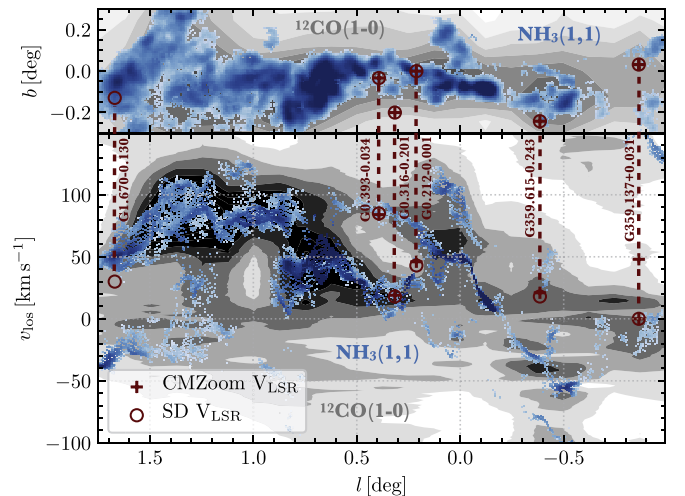 0.2
0.0
−0.2
b [deg]
¹²CO(1-0)
NH₃(1,1)
G1.670-0.130
G0.393-0.034
G0.316-0.201
G0.212-0.001
G359.615-0.243
G359.137+0.031
100
50
0
−50
−100
v_los [km s⁻¹]
NH₃(1,1)
¹²CO(1-0)
CMZoom V_LSR
SD V_LSR
1.5
1.0
0.5
0.0
−0.5
l [deg]